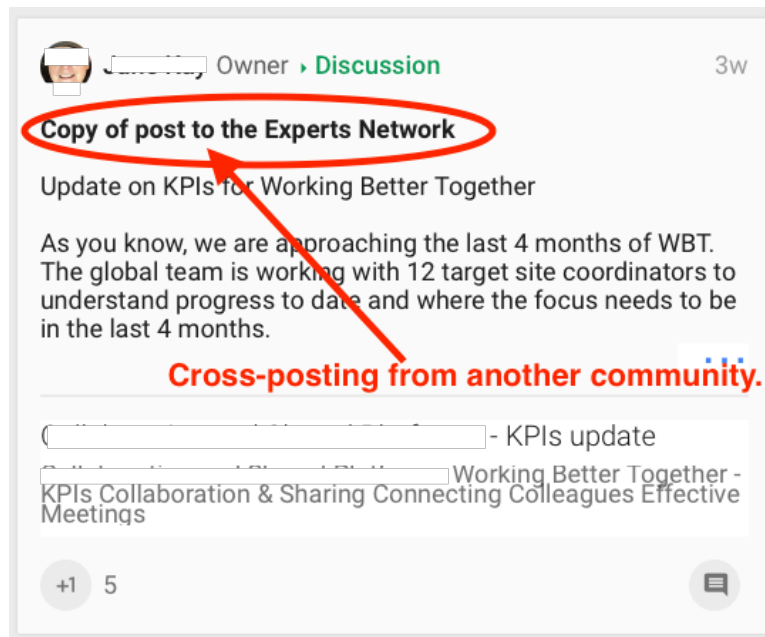 Owner › Discussion 3w
Copy of post to the Experts Network
Update on KPIs for Working Better Together
As you know, we are approaching the last 4 months of WBT.
The global team is working with 12 target site coordinators to
understand progress to date and where the focus needs to be
in the last 4 months.
Cross-posting from another community.
- KPIs update
Working Better Together -
KPIs Collaboration & Sharing Connecting Colleagues Effective
Meetings
+1 5